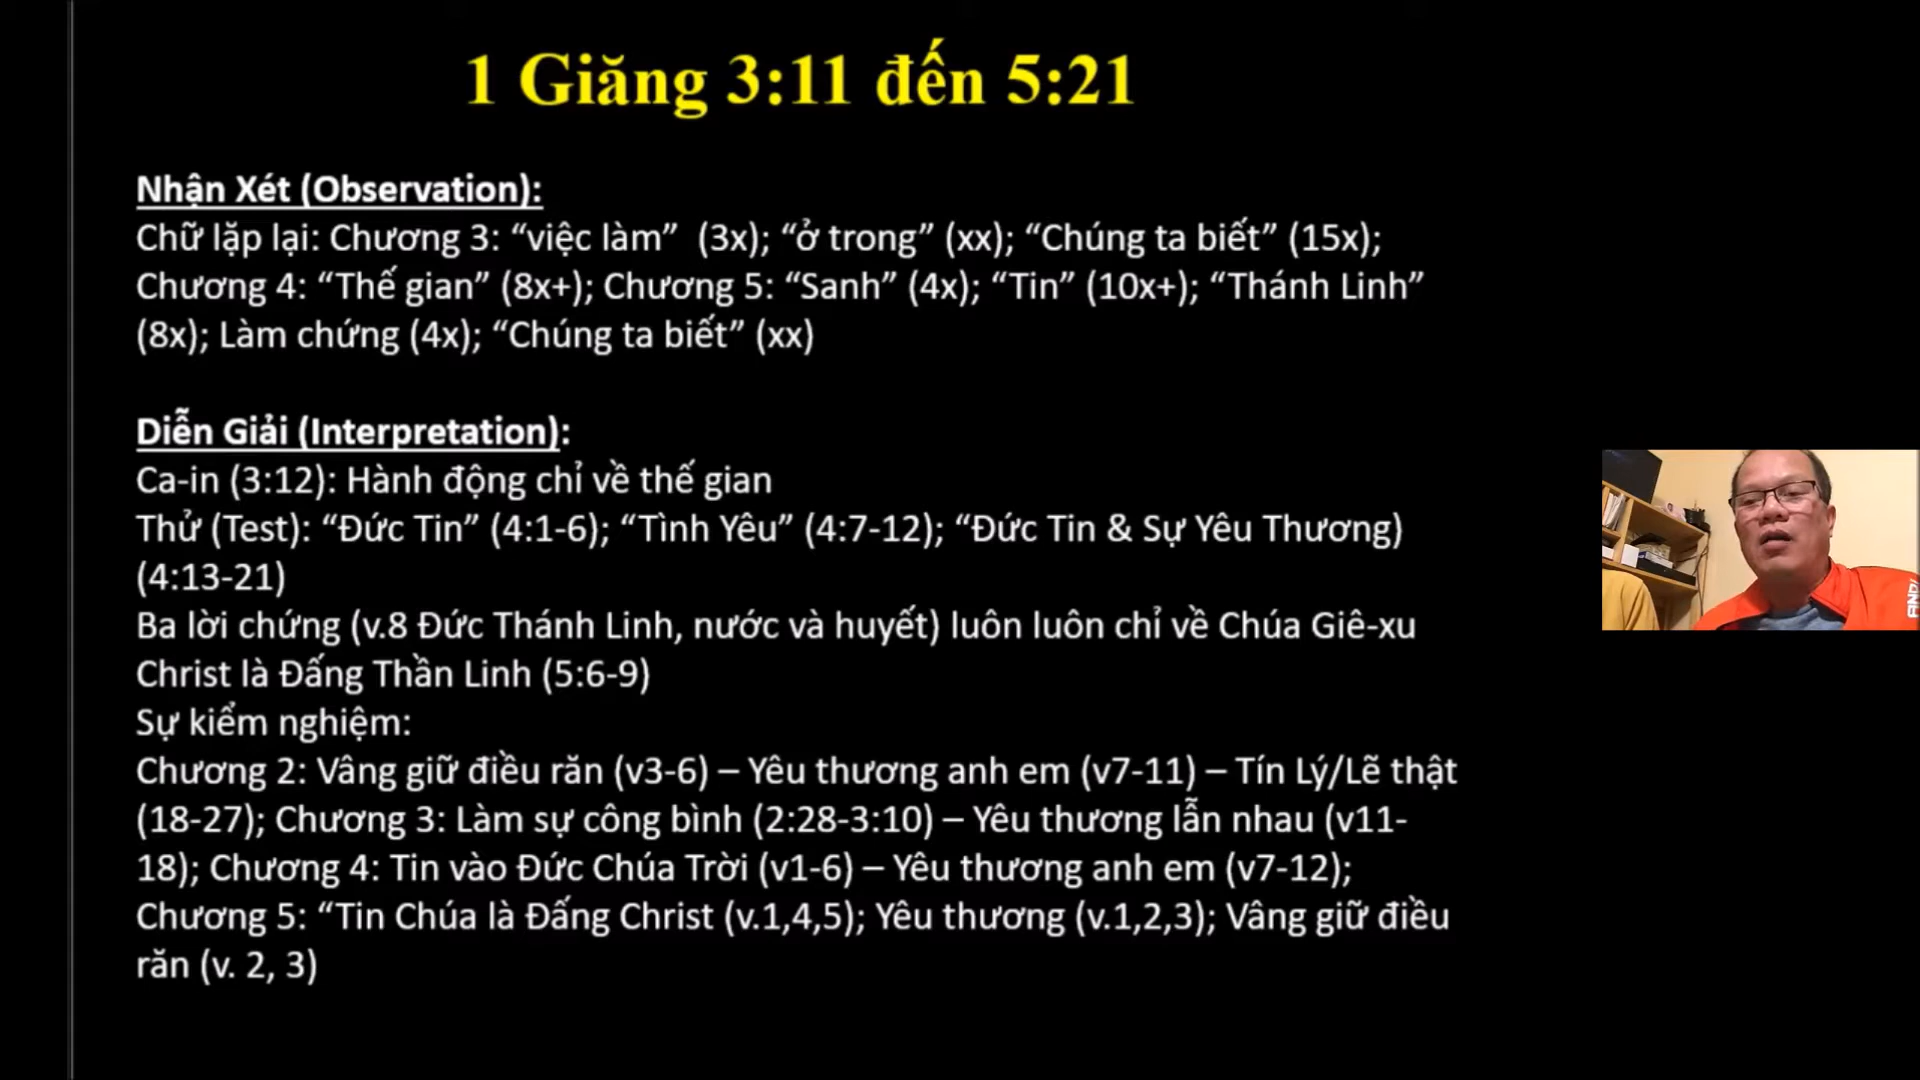 1 Giăng 3:11 đến 5:21
Nhận Xét (Observation):
Chữ lặp lại: Chương 3: “việc làm” (3x); “ở trong” (xx); “Chúng ta biết” (15x);
Chương 4: “Thế gian” (8x+); Chương 5: “Sanh” (4x); “Tin” (10x+); “Thánh Linh”
(8x); Làm chứng (4x); “Chúng ta biết” (xx)
Diễn Giải (Interpretation):
Ca-in (3:12): Hành động chỉ về thế gian
Thử (Test): “Đức Tin” (4:1-6); “Tình Yêu” (4:7-12); “Đức Tin & Sự Yêu Thương)
(4:13-21)
Ba lời chứng (v.8 Đức Thánh Linh, nước và huyết) luôn luôn chỉ về Chúa Giê-xu
Christ là Đấng Thần Linh (5:6-9)
Sự kiểm nghiệm:
Chương 2: Vâng giữ điều răn (v3-6) – Yêu thương anh em (v7-11) – Tín Lý/Lẽ thật
(18-27); Chương 3: Làm sự công bình (2:28-3:10) – Yêu thương lẫn nhau (v11-
18); Chương 4: Tin vào Đức Chúa Trời (v1-6) – Yêu thương anh em (v7-12);
Chương 5: “Tin Chúa là Đấng Christ (v.1,4,5); Yêu thương (v.1,2,3); Vâng giữ điều
răn (v. 2, 3)